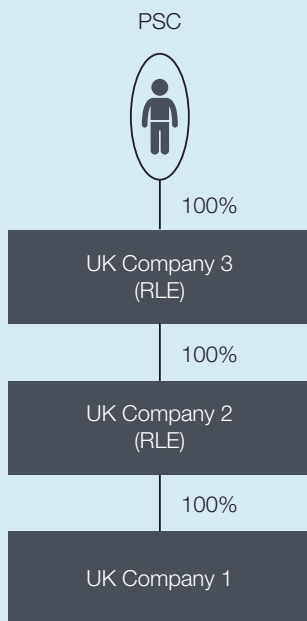 PSC
100%
UK Company 3
(RLE)
100%
UK Company 2
(RLE)
100%
UK Company 1